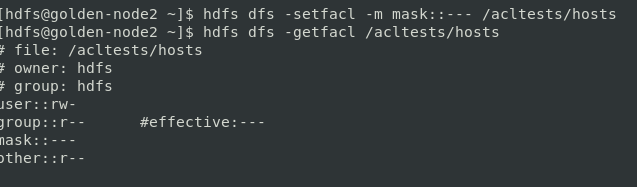 [hdfs@golden-node2 ~]$ hdfs dfs -setfacl -m mask::--- /acltests/hosts
[hdfs@golden-node2 ~]$ hdfs dfs -getfacl /acltests/hosts
# file: /acltests/hosts
# owner: hdfs
# group: hdfs
user::rw-
group::r--      #effective:---
mask::---
other::r--